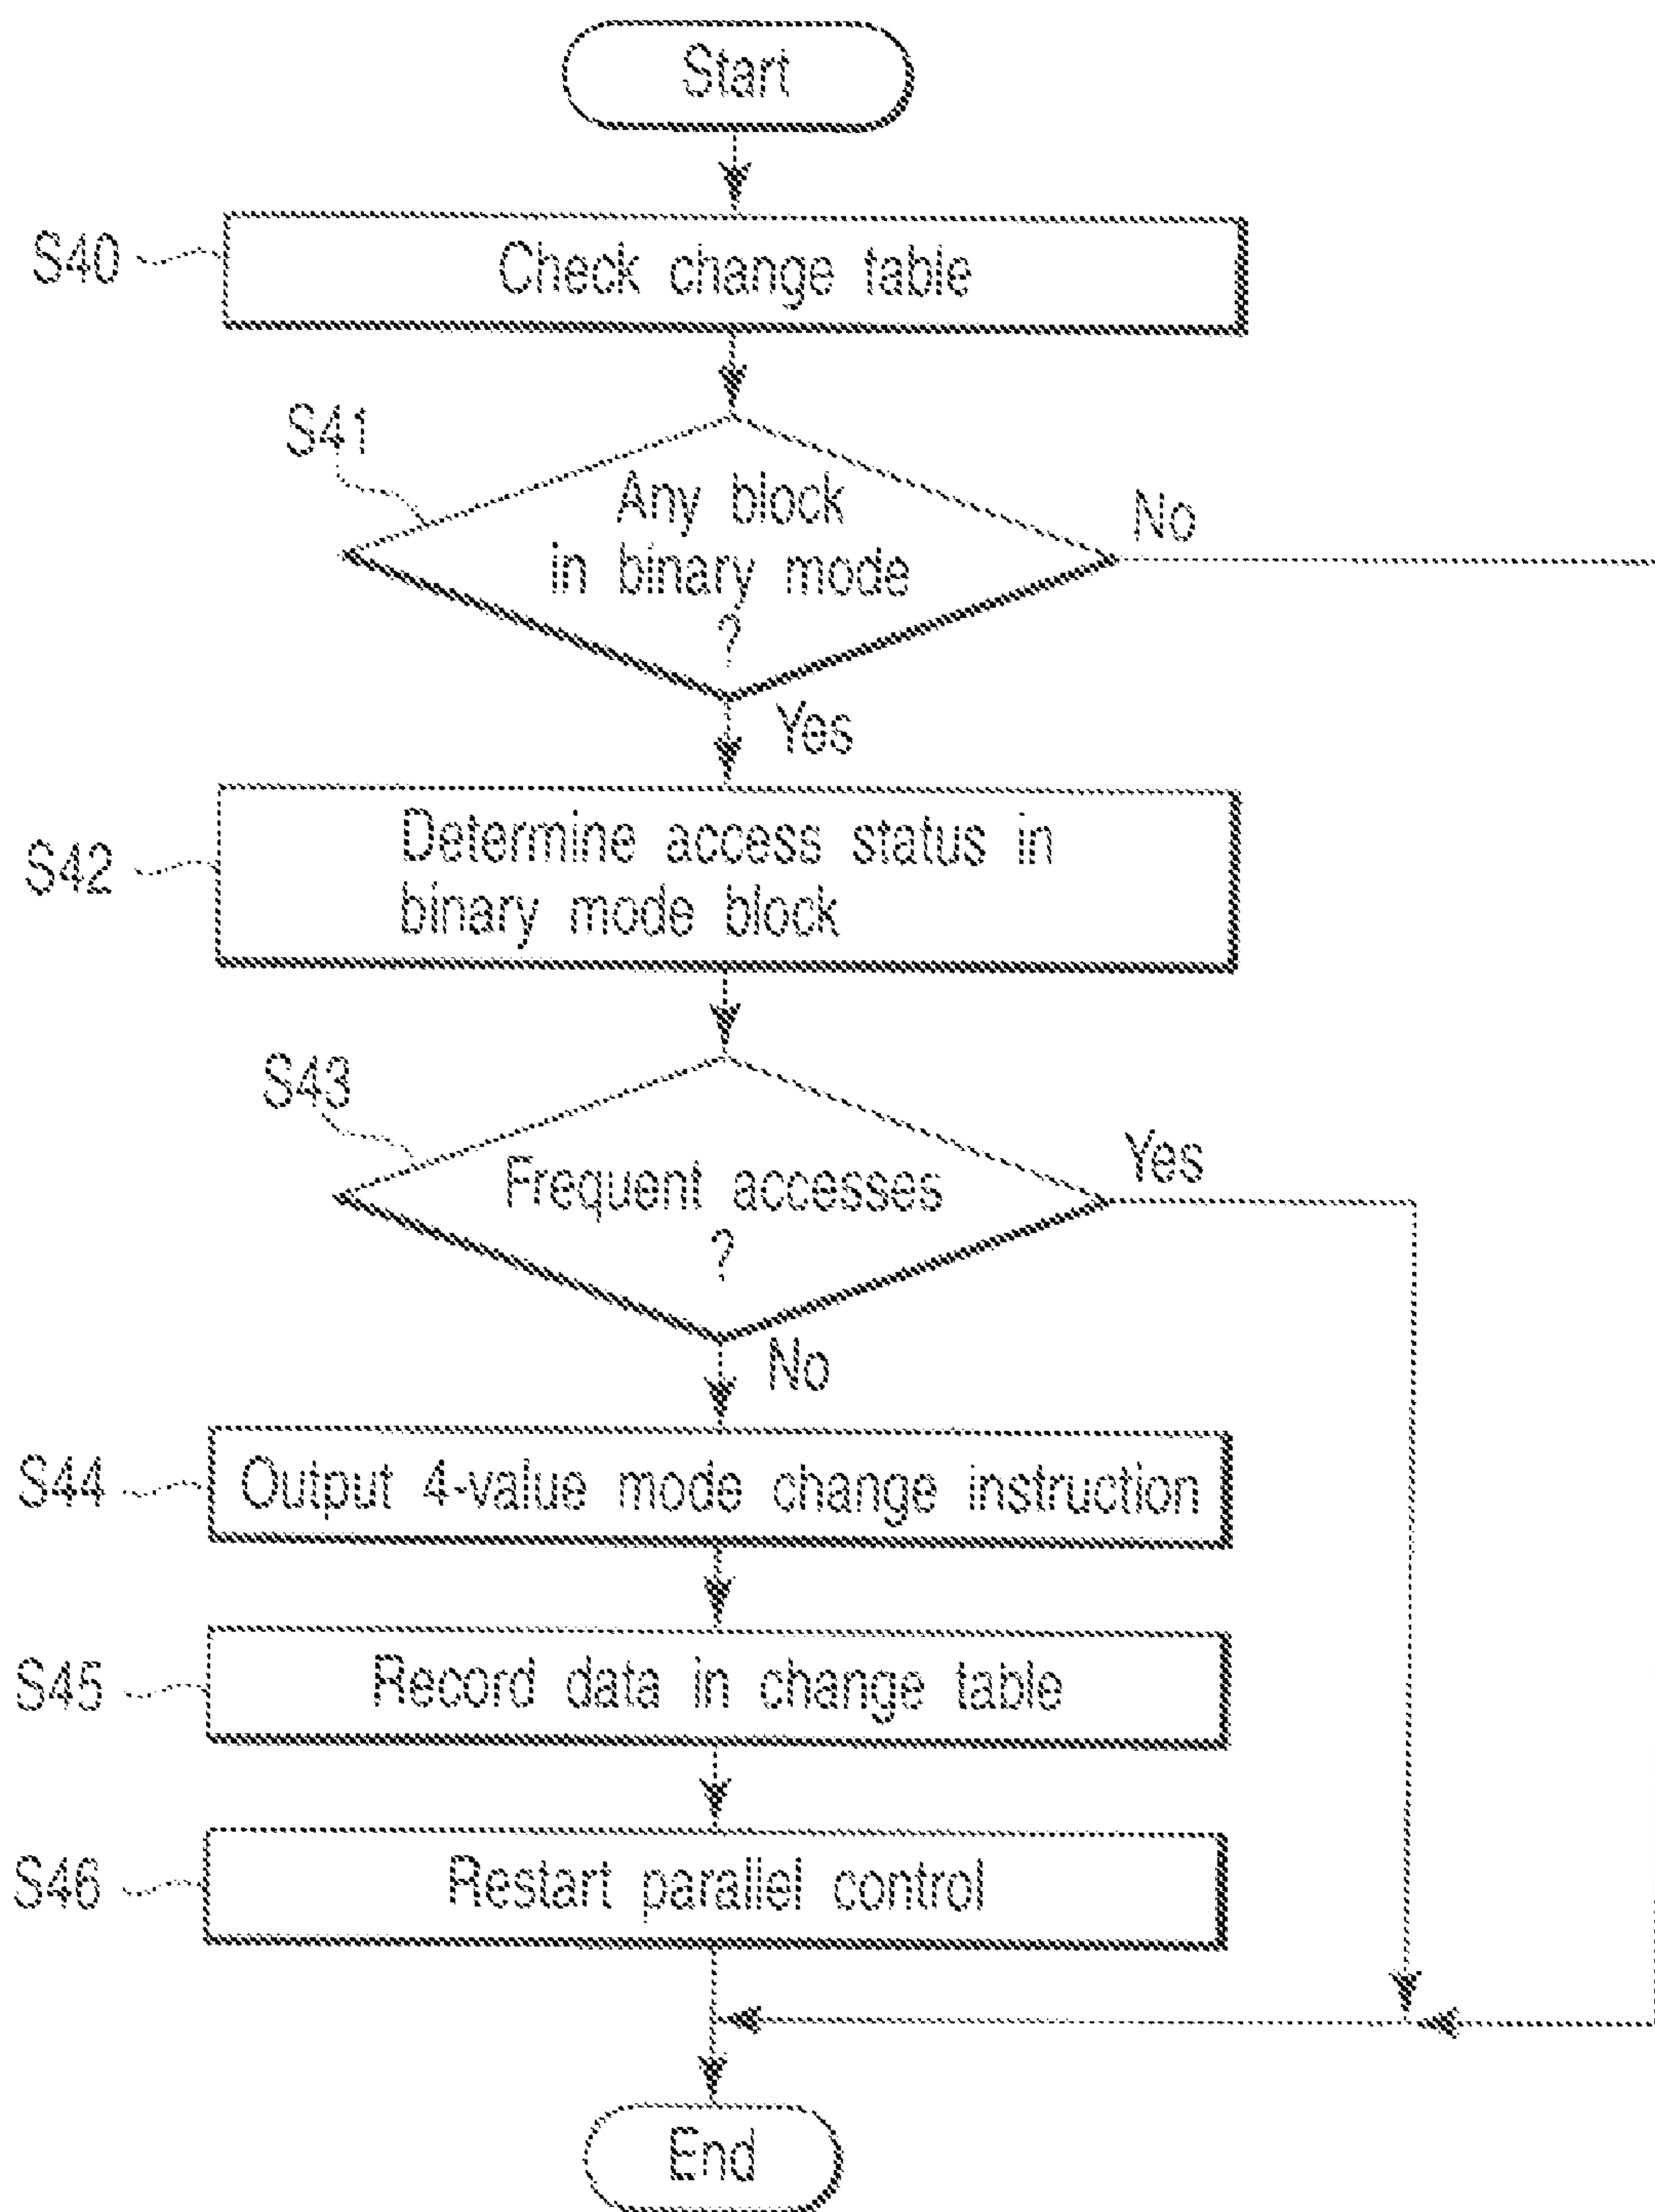 Start
S40
Check change table
S41
Any block
in binary mode
?
No
Yes
S42
Determine access status in
binary mode block
S43
Frequent accesses
?
Yes
No
S44
Output 4-value mode change instruction
S45
Record data in change table
S46
Restart parallel control
End